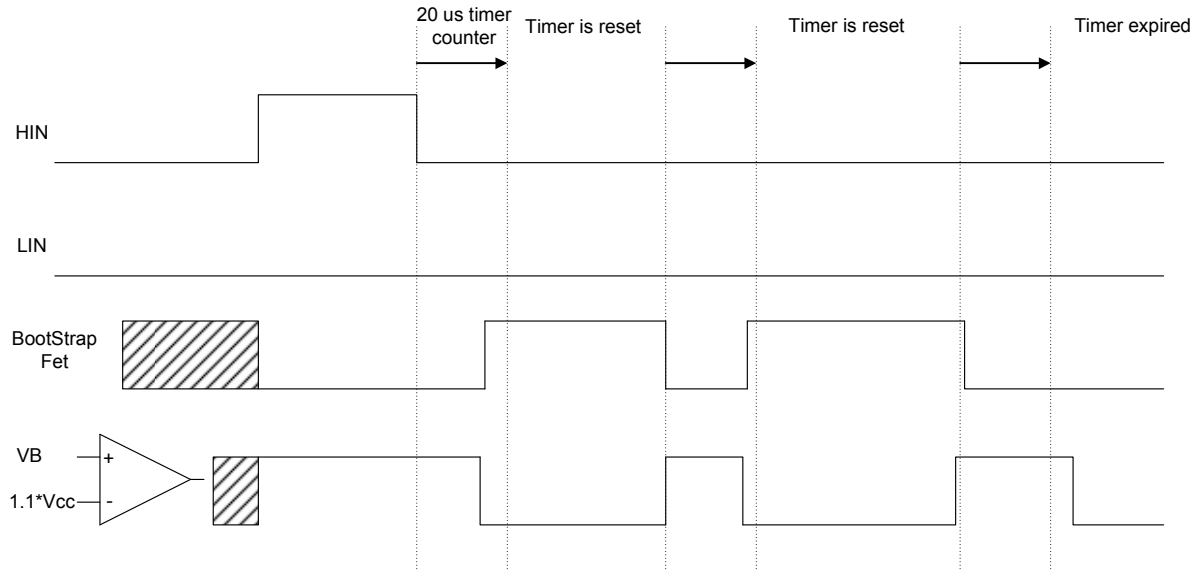 20 us timer
counter
Timer is reset
Timer is reset
Timer expired
HIN
LIN
BootStrap
Fet
VB
+
1.1*Vcc
-